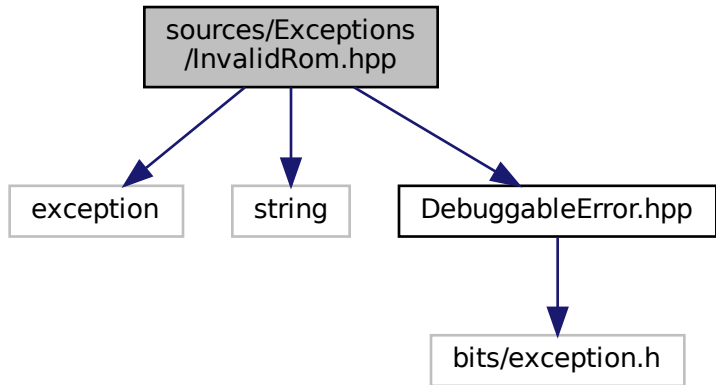 sources/Exceptions
/InvalidRom.hpp
exception
string
DebuggableError.hpp
bits/exception.h